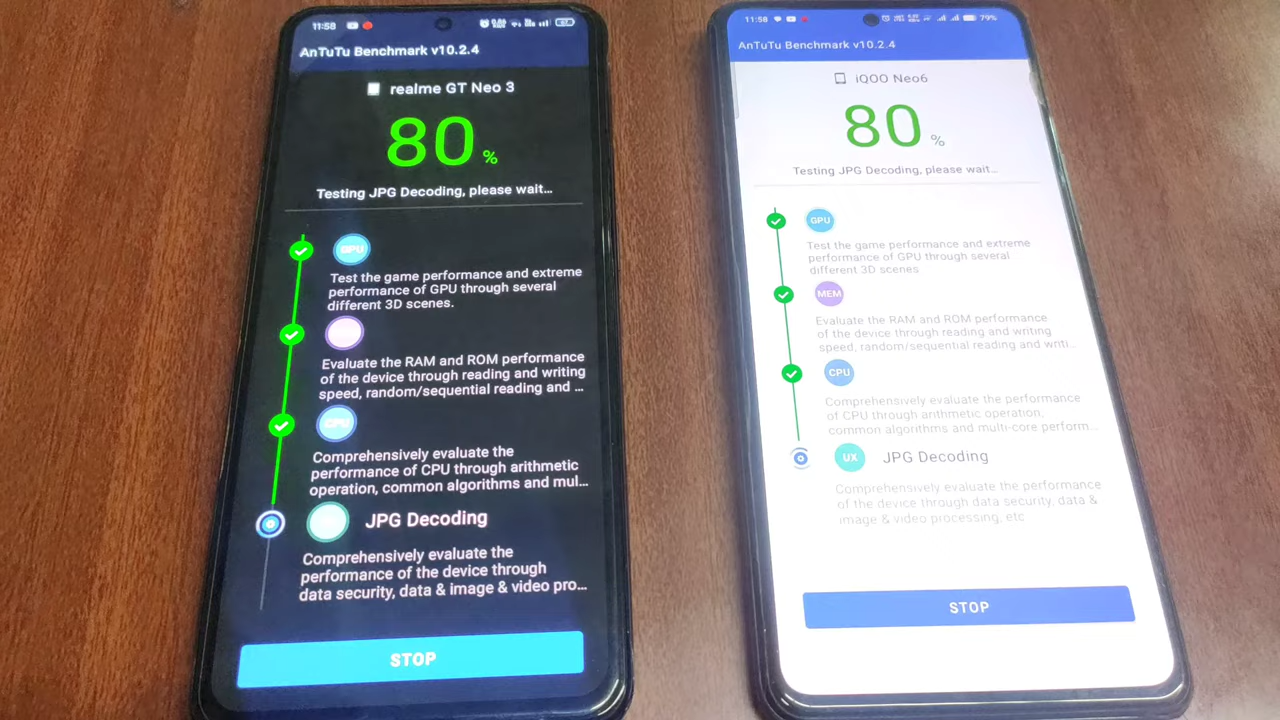 11:58
AnTuTu Benchmark v10.2.4
realme GT Neo 3
80%
Testing JPG Decoding, please wait...
GPU
Test the game performance and extreme
performance of GPU through several
different 3D scenes.
Evaluate the RAM and ROM performance
of the device through reading and writing
speed, random/sequential reading and ...
CPU
Comprehensively evaluate the
performance of CPU through arithmetic
operation, common algorithms and mul...
JPG Decoding
Comprehensively evaluate the
performance of the device through
data security, data & image & video pro...
STOP
11:58
79%
AnTuTu Benchmark v10.2.4
iQOO Neo6
80%
Testing JPG Decoding, please wait...
GPU
Test the game performance and extreme
performance of GPU through several
different 3D scenes
MEM
Evaluate the RAM and ROM performance
of the device through reading and writing
speed, random/sequential reading and writi...
CPU
Comprehensively evaluate the performance
of CPU through arithmetic operation,
common algorithms and multi-core perform...
UX JPG Decoding
Comprehensively evaluate the performance
of the device through data security, data &
image & video processing, etc
STOP